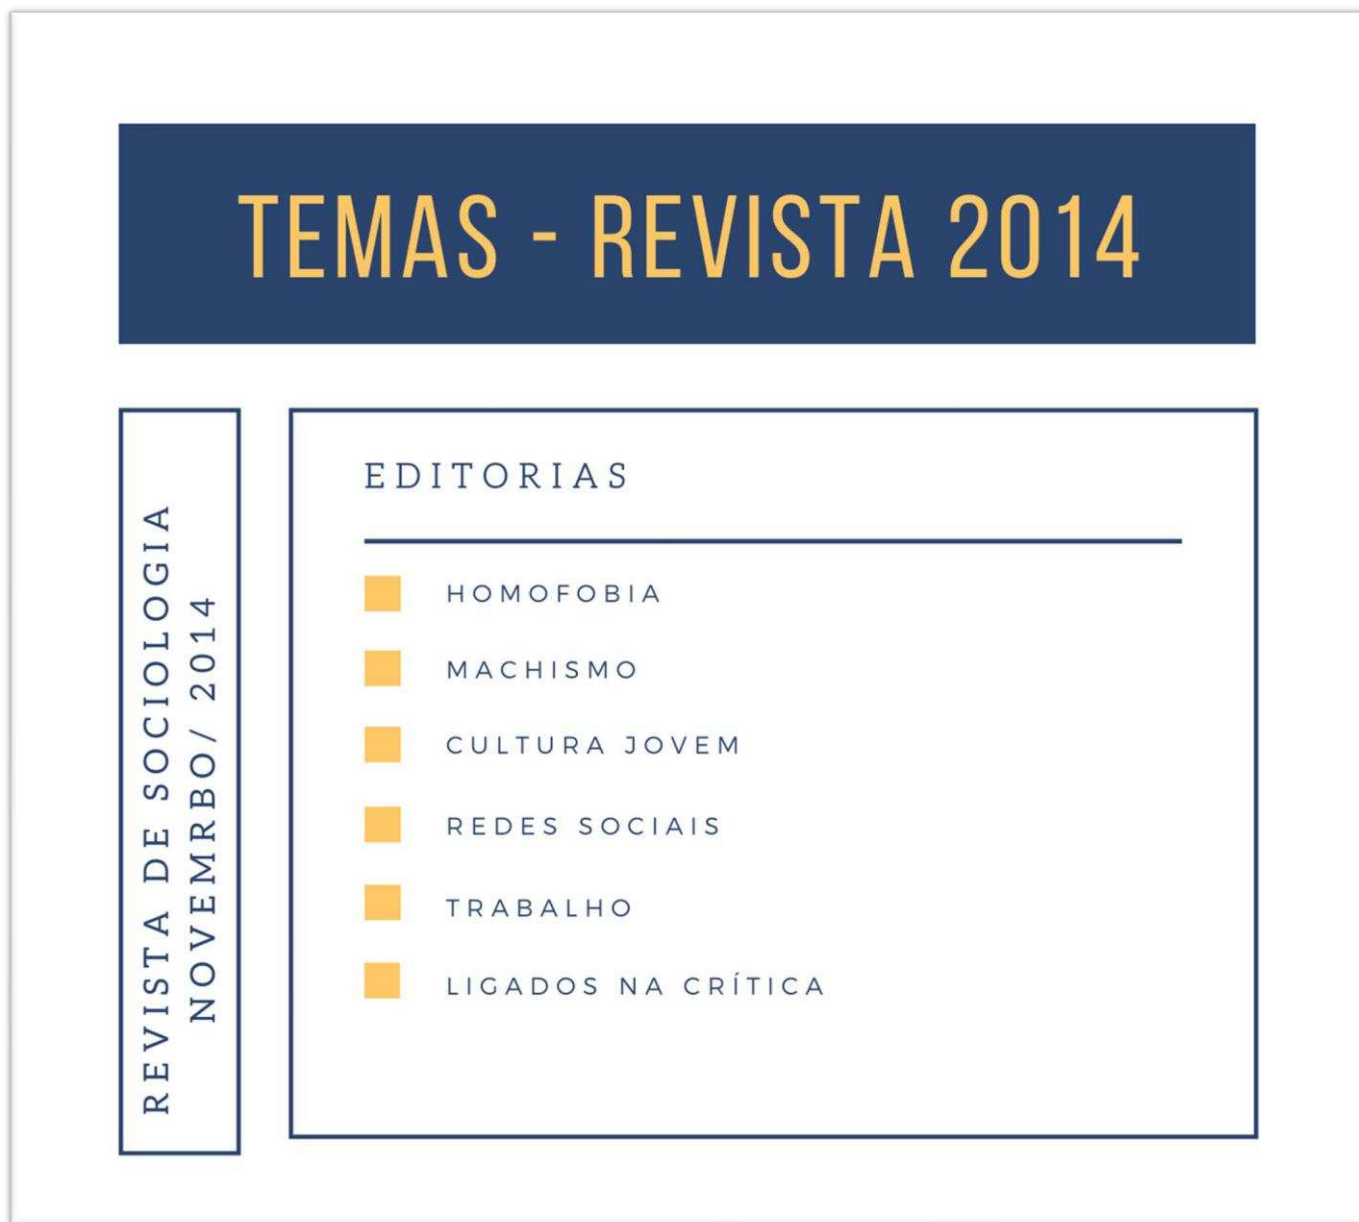 TEMAS - REVISTA 2014
REVISTA DE SOCIOLOGIA
NOVEMRBO/ 2014
EDITORIAS
HOMOFOBIA
MACHISMO
CULTURA JOVEM
REDES SOCIAIS
TRABALHO
LIGADOS NA CRÍTICA